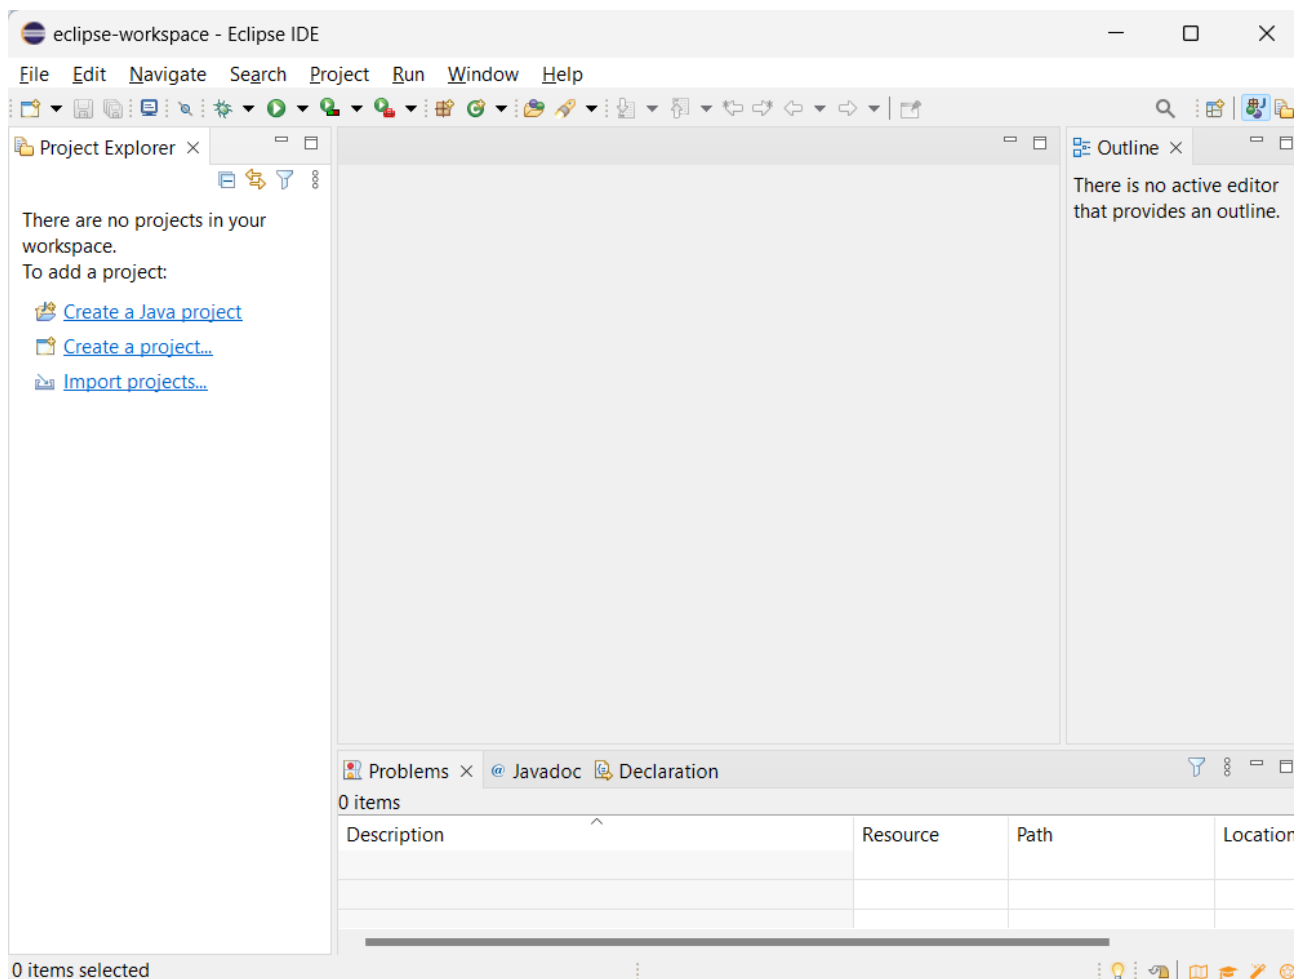 eclipse-workspace - Eclipse IDE
File Edit Navigate Search Project Run Window Help
Project Explorer
There are no projects in your
workspace.
To add a project:
Create a Java project
Create a project...
Import projects...
Outline
There is no active editor
that provides an outline.
Problems @ Javadoc Declaration
0 items
Description Resource Path Location
0 items selected